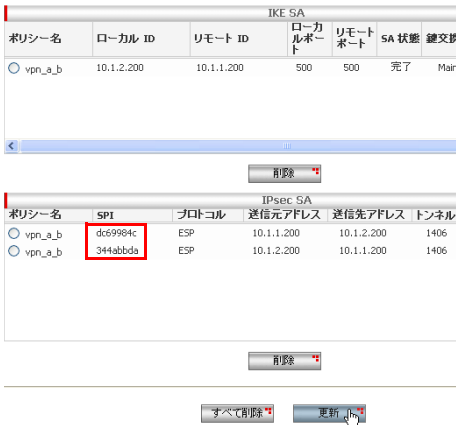 IKE SA
ポリシー名 ローカル ID リモート ID ローカルポート リモートポート SA 状態 鍵交換
vpn_a_b 10.1.2.200 10.1.1.200 500 500 完了 Main
削除
IPsec SA
ポリシー名 SPI プロトコル 送信元アドレス 送信先アドレス トンネル
vpn_a_b dc69984c ESP 10.1.1.200 10.1.2.200 1406
vpn_a_b 344abbda ESP 10.1.2.200 10.1.1.200 1406
削除
すべて削除 更新